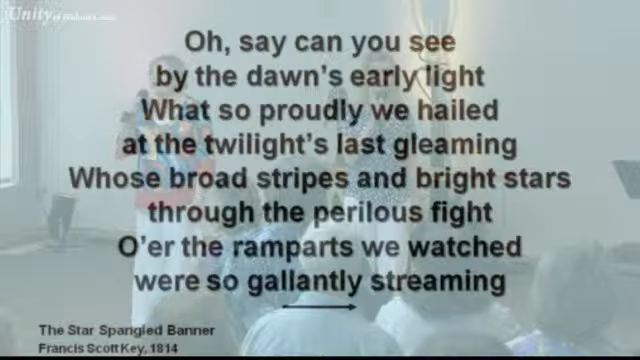 Unity
Oh, say can you see
by the dawn's early light
What so proudly we hailed
at the twilight's last gleaming
Whose broad stripes and bright stars
through the perilous fight
O'er the ramparts we watched
were so gallantly streaming
The Star Spangled Banner
Francis Scott Key, 1814